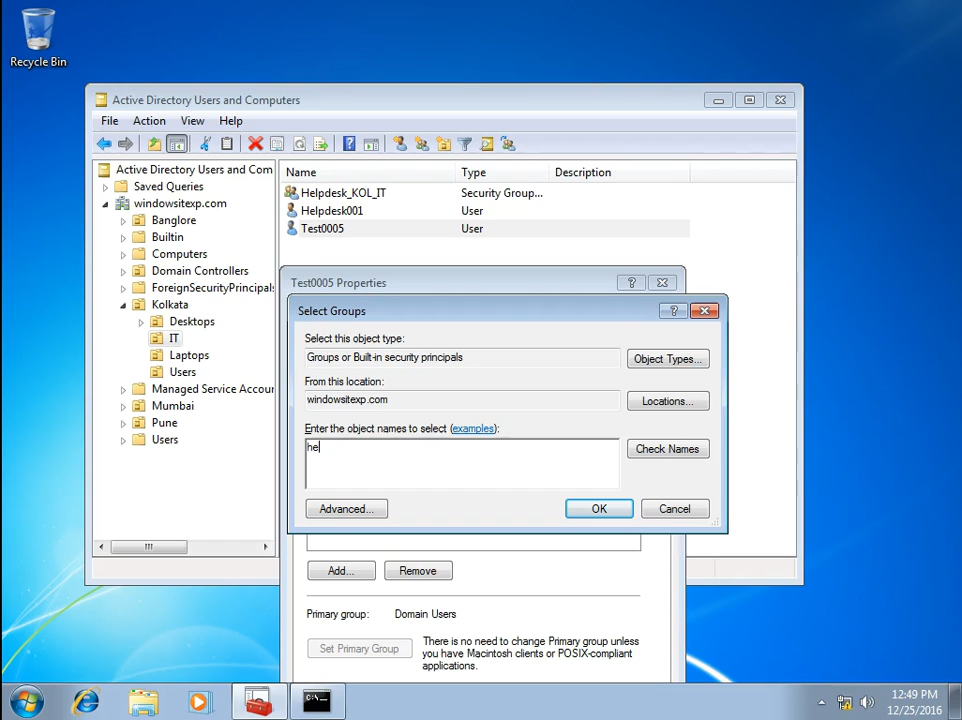 Recycle Bin
Active Directory Users and Computers
File Action View Help
Active Directory Users and Com
Saved Queries
windowsitexp.com
Banglore
Builtin
Computers
Domain Controllers
ForeignSecurityPrincipals
Kolkata
Desktops
IT
Laptops
Users
Managed Service Accou
Mumbai
Pune
Users
Name Type Description
Helpdesk_KOL_IT Security Group...
Helpdesk001 User
Test0005 User
Test0005 Properties
Select Groups
Select this object type:
Groups or Built-in security principals
Object Types...
From this location:
windowsitexp.com
Locations...
Enter the object names to select (examples):
he
Check Names
Advanced...
OK
Cancel
Add...
Remove
Primary group: Domain Users
Set Primary Group
There is no need to change Primary group unless
you have Macintosh clients or POSIX-compliant
applications.
12:49 PM
12/25/2016